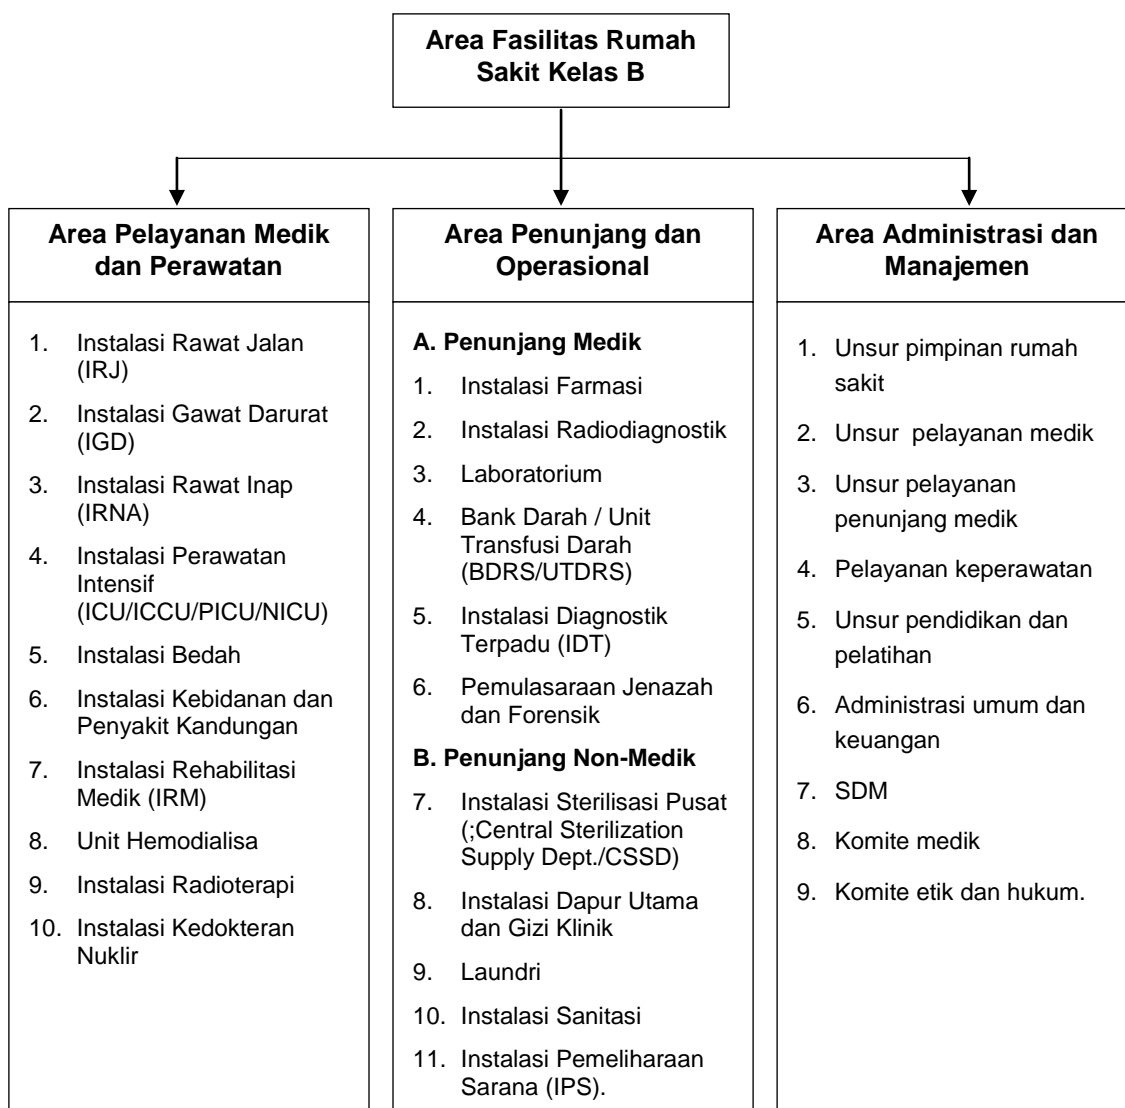 Area Fasilitas Rumah
Sakit Kelas B
Area Pelayanan Medik
dan Perawatan
1. Instalasi Rawat Jalan
(IRJ)
2. Instalasi Gawat Darurat
(IGD)
3. Instalasi Rawat Inap
(IRNA)
4. Instalasi Perawatan
Intensif
(ICU/ICCU/PICU/NICU)
5. Instalasi Bedah
6. Instalasi Kebidanan dan
Penyakit Kandungan
7. Instalasi Rehabilitasi
Medik (IRM)
8. Unit Hemodialisa
9. Instalasi Radioterapi
10. Instalasi Kedokteran
Nuklir
Area Penunjang dan
Operasional
A. Penunjang Medik
1. Instalasi Farmasi
2. Instalasi Radiodiagnostik
3. Laboratorium
4. Bank Darah / Unit
Transfusi Darah
(BDRS/UTDRS)
5. Instalasi Diagnostik
Terpadu (IDT)
6. Pemulasaraan Jenazah
dan Forensik
B. Penunjang Non-Medik
7. Instalasi Sterilisasi Pusat
(;Central Sterilization
Supply Dept./CSSD)
8. Instalasi Dapur Utama
dan Gizi Klinik
9. Laundri
10. Instalasi Sanitasi
11. Instalasi Pemeliharaan
Sarana (IPS).
Area Administrasi dan
Manajemen
1. Unsur pimpinan rumah
sakit
2. Unsur pelayanan medik
3. Unsur pelayanan
penunjang medik
4. Pelayanan keperawatan
5. Unsur pendidikan dan
pelatihan
6. Administrasi umum dan
keuangan
7. SDM
8. Komite medik
9. Komite etik dan hukum.